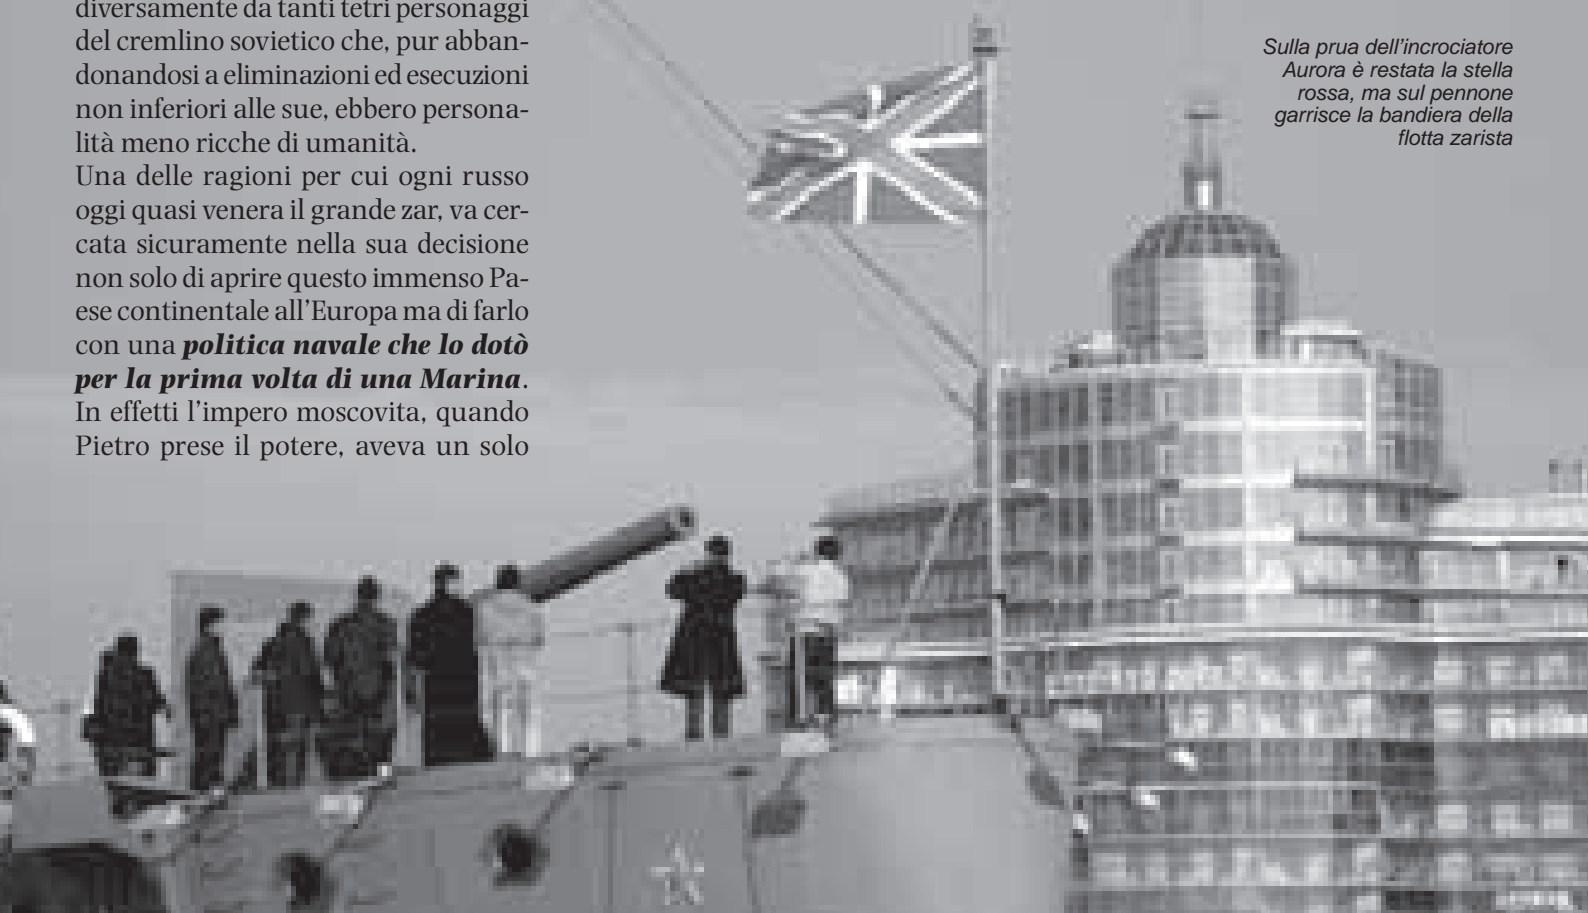 diversamente da tanti tetri personaggi
del cremlino sovietico che, pur abban-
donandosi a eliminazioni ed esecuzioni
non inferiori alle sue, ebbero persona-
lità meno ricche di umanità.
Una delle ragioni per cui ogni russo
oggi quasi venera il grande zar, va cer-
cata sicuramente nella sua decisione
non solo di aprire questo immenso Pa-
ese continentale all'Europa ma di farlo
con una politica navale che lo dotò
per la prima volta di una Marina.
In effetti l'impero moscovita, quando
Pietro prese il potere, aveva un solo
Sulla prua dell'incrociatore
Aurora è restata la stella
rossa, ma sul pennone
garrisce la bandiera della
flotta zarista